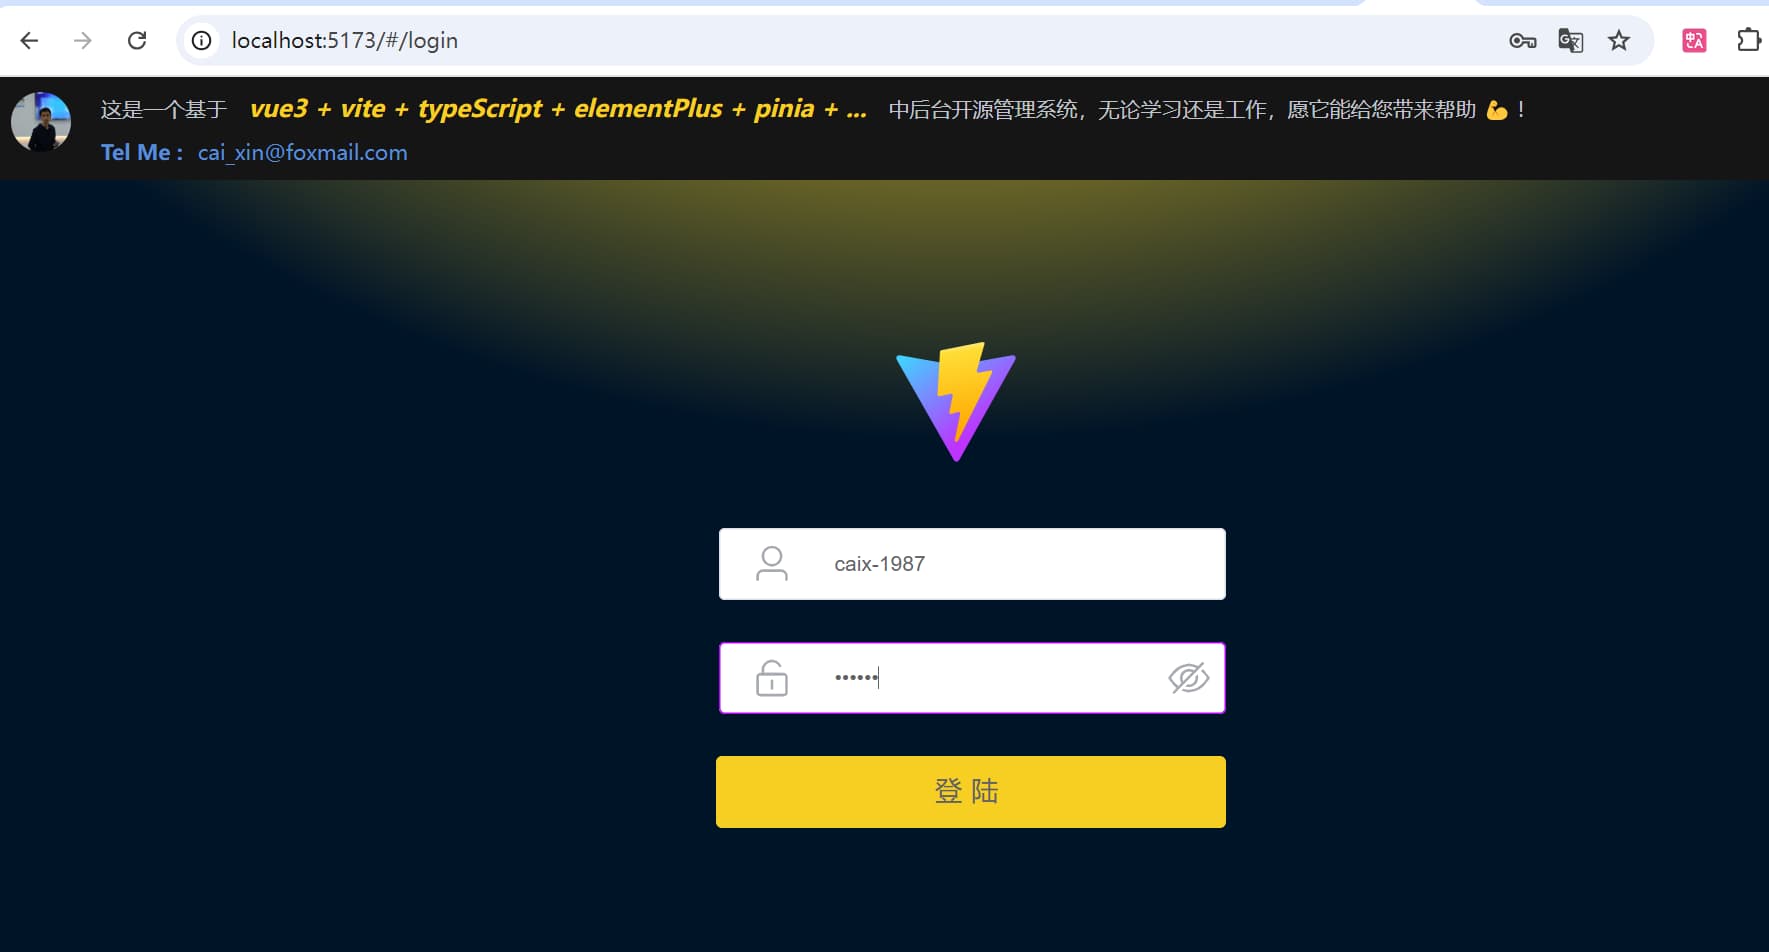 localhost:5173/#/login
这是一个基于 vue3 + vite + typeScript + elementPlus + pinia + ... 中后台开源管理系统，无论学习还是工作，愿它能给您带来帮助 💪！
Tel Me : cai_xin@foxmail.com
caix-1987
••••••
登 陆